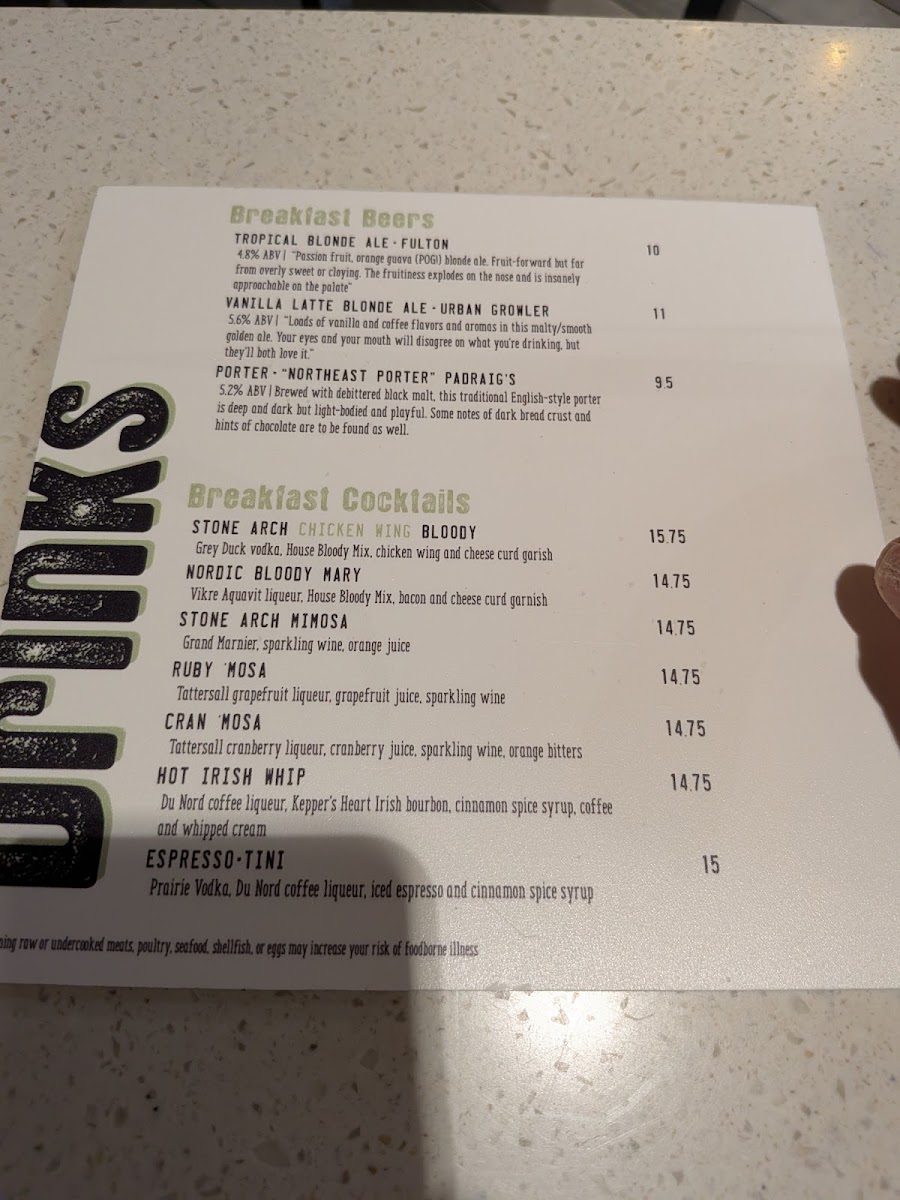 Drinks
Breakfast Beers
TROPICAL BLONDE ALE · FULTON 10
4.8% ABV | "Passion fruit, orange guava (POG!) blonde ale. Fruit-forward but far
from overly sweet or cloying. The fruitiness explodes on the nose and is insanely
approachable on the palate"
VANILLA LATTE BLONDE ALE · URBAN GROWLER 11
5.6% ABV | "Loads of vanilla and coffee flavors and aromas in this malty/smooth
golden ale. Your eyes and your mouth will disagree on what you're drinking, but
they'll both love it."
PORTER · "NORTHEAST PORTER" PADRAIG'S 9.5
5.2% ABV | Brewed with debittered black malt, this traditional English-style porter
is deep and dark but light-bodied and playful. Some notes of dark bread crust and
hints of chocolate are to be found as well.
Breakfast Cocktails
STONE ARCH CHICKEN WING BLOODY 15.75
Grey Duck vodka, House Bloody Mix, chicken wing and cheese curd garish
NORDIC BLOODY MARY 14.75
Vikre Aquavit liqueur, House Bloody Mix, bacon and cheese curd garnish
STONE ARCH MIMOSA 14.75
Grand Marnier, sparkling wine, orange juice
RUBY 'MOSA 14.75
Tattersall grapefruit liqueur, grapefruit juice, sparkling wine
CRAN 'MOSA 14.75
Tattersall cranberry liqueur, cranberry juice, sparkling wine, orange bitters
HOT IRISH WHIP 14.75
Du Nord coffee liqueur, Kepper's Heart Irish bourbon, cinnamon spice syrup, coffee
and whipped cream
ESPRESSO·TINI 15
Prairie Vodka, Du Nord coffee liqueur, iced espresso and cinnamon spice syrup
raw or undercooked meats, poultry, seafood, shellfish, or eggs may increase your risk of foodborne illness